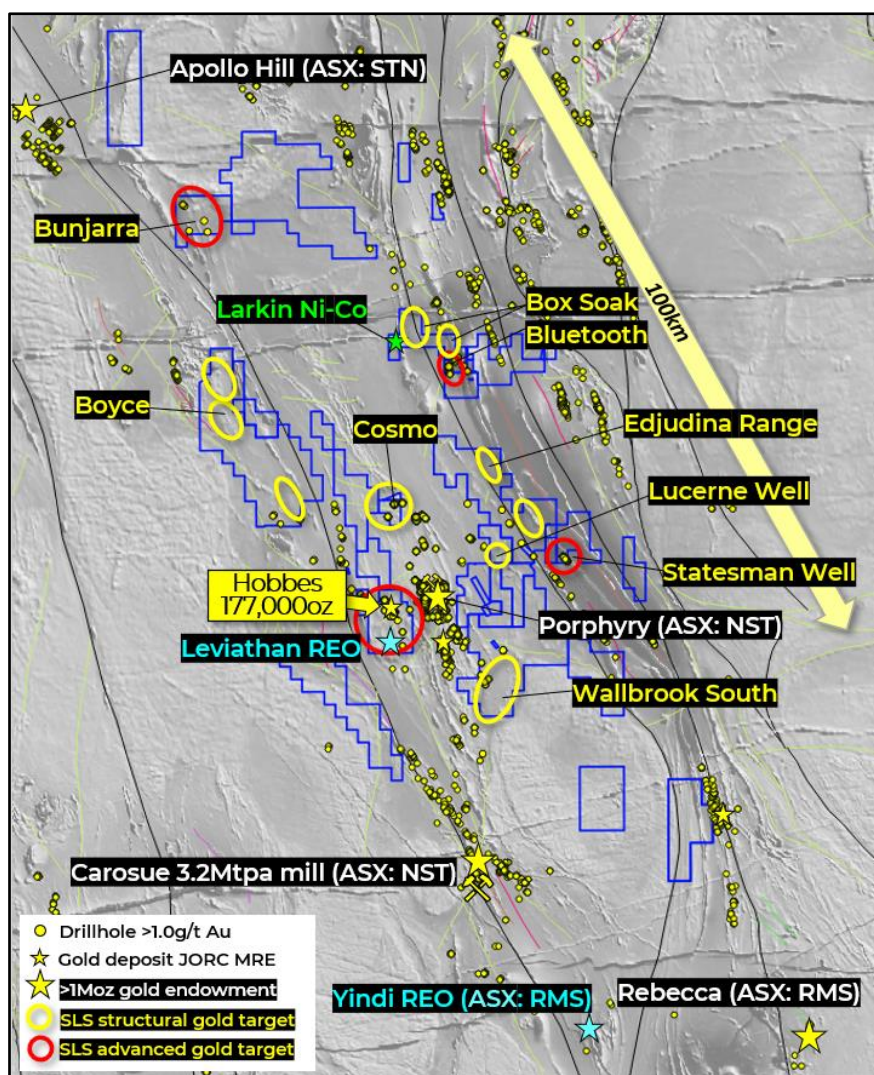 Apollo Hill (ASX: STN)
Bunjarra
100km
Larkin Ni-Co
Box Soak
Bluetooth
Boyce
Cosmo
Edjudina Range
Lucerne Well
Hobbes
177,000oz
Statesman Well
Leviathan REO
Porphyry (ASX: NST)
Wallbrook South
Carosue 3.2Mtpa mill (ASX: NST)
Drillhole >1.0g/t Au
Gold deposit JORC MRE
>1Moz gold endowment
SLS structural gold target
SLS advanced gold target
Yindi REO (ASX: RMS)
Rebecca (ASX: RMS)